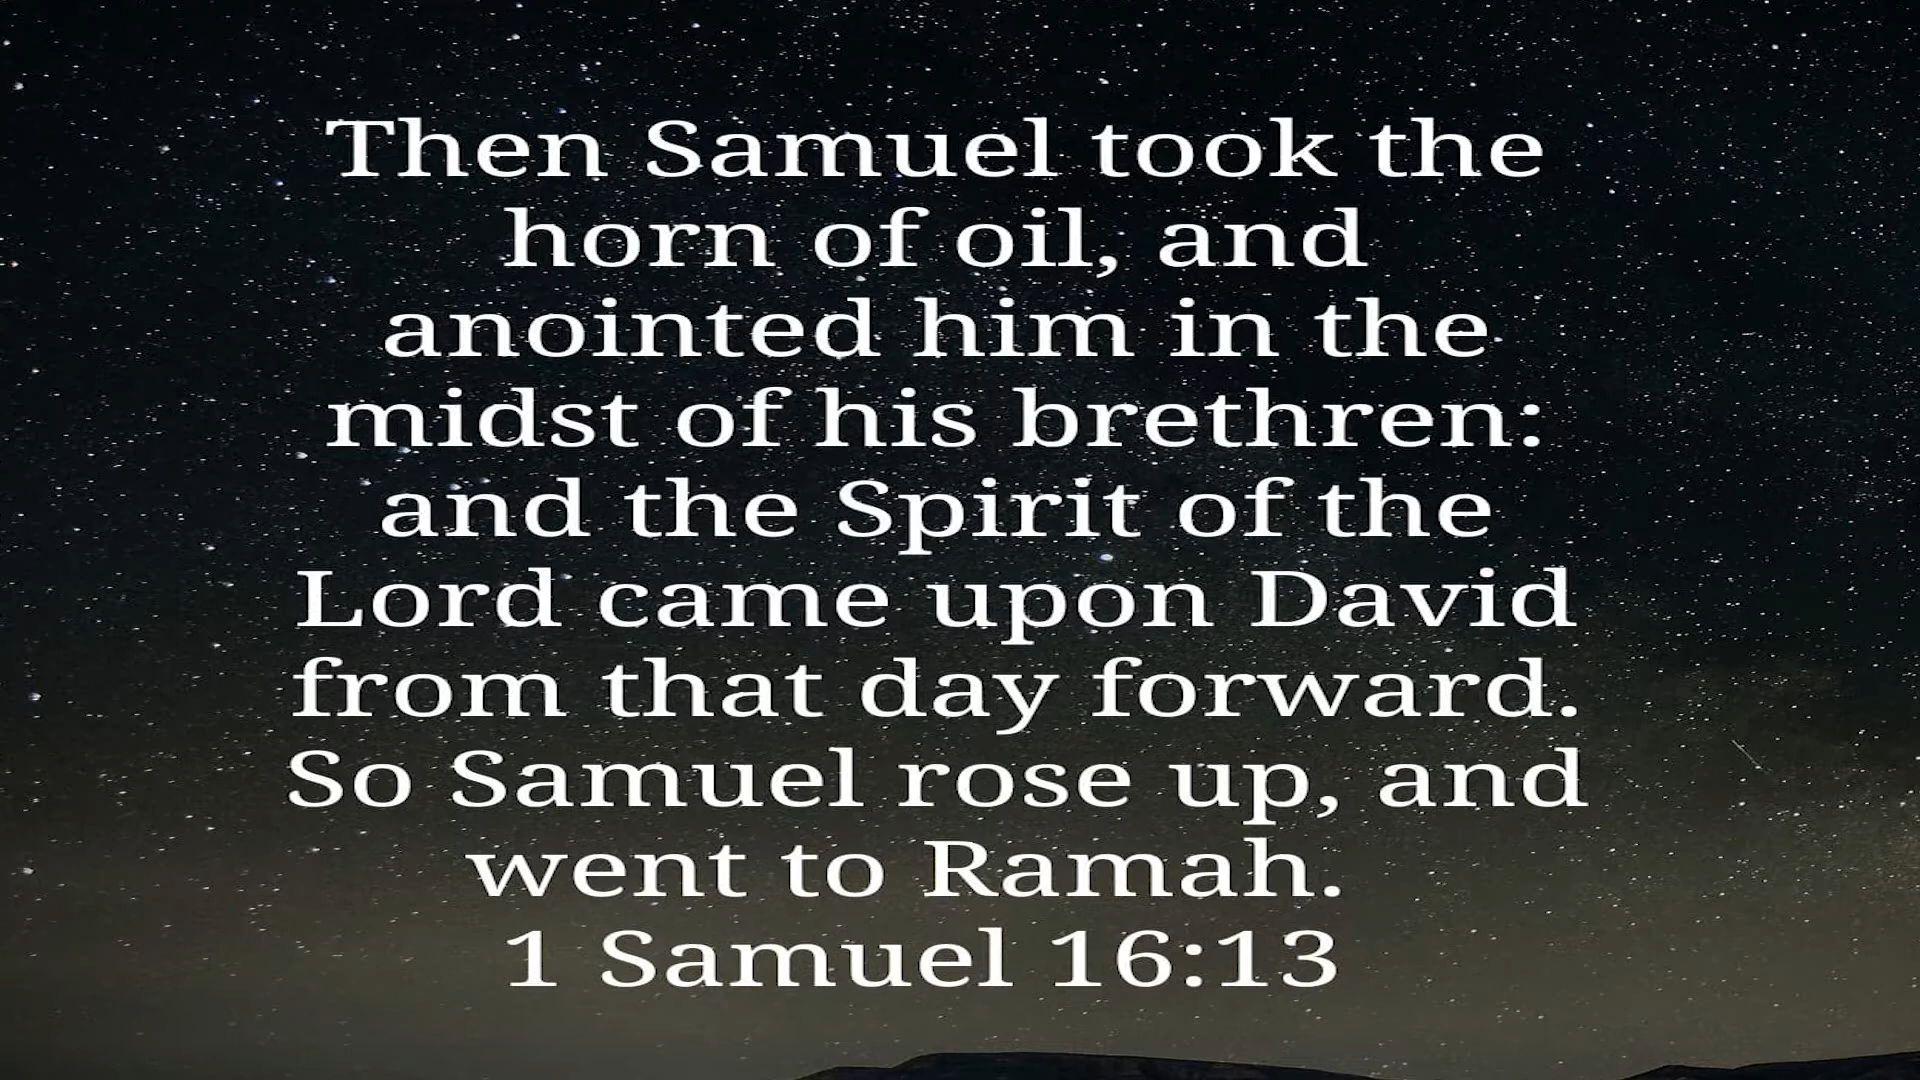 Then Samuel took the
horn of oil, and
anointed him in the
midst of his brethren:
and the Spirit of the
Lord came upon David
from that day forward.
So Samuel rose up, and
went to Ramah.
1 Samuel 16:13